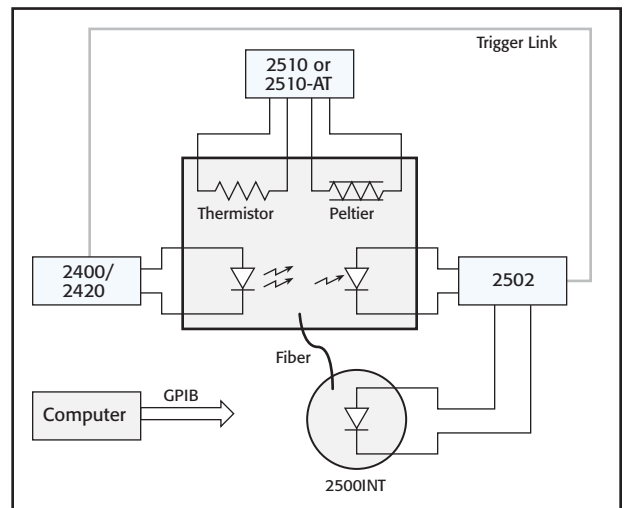 Trigger Link
2510 or
2510-AT
Thermistor
Peltier
2400/
2420
2502
Fiber
GPIB
Computer
2500INT